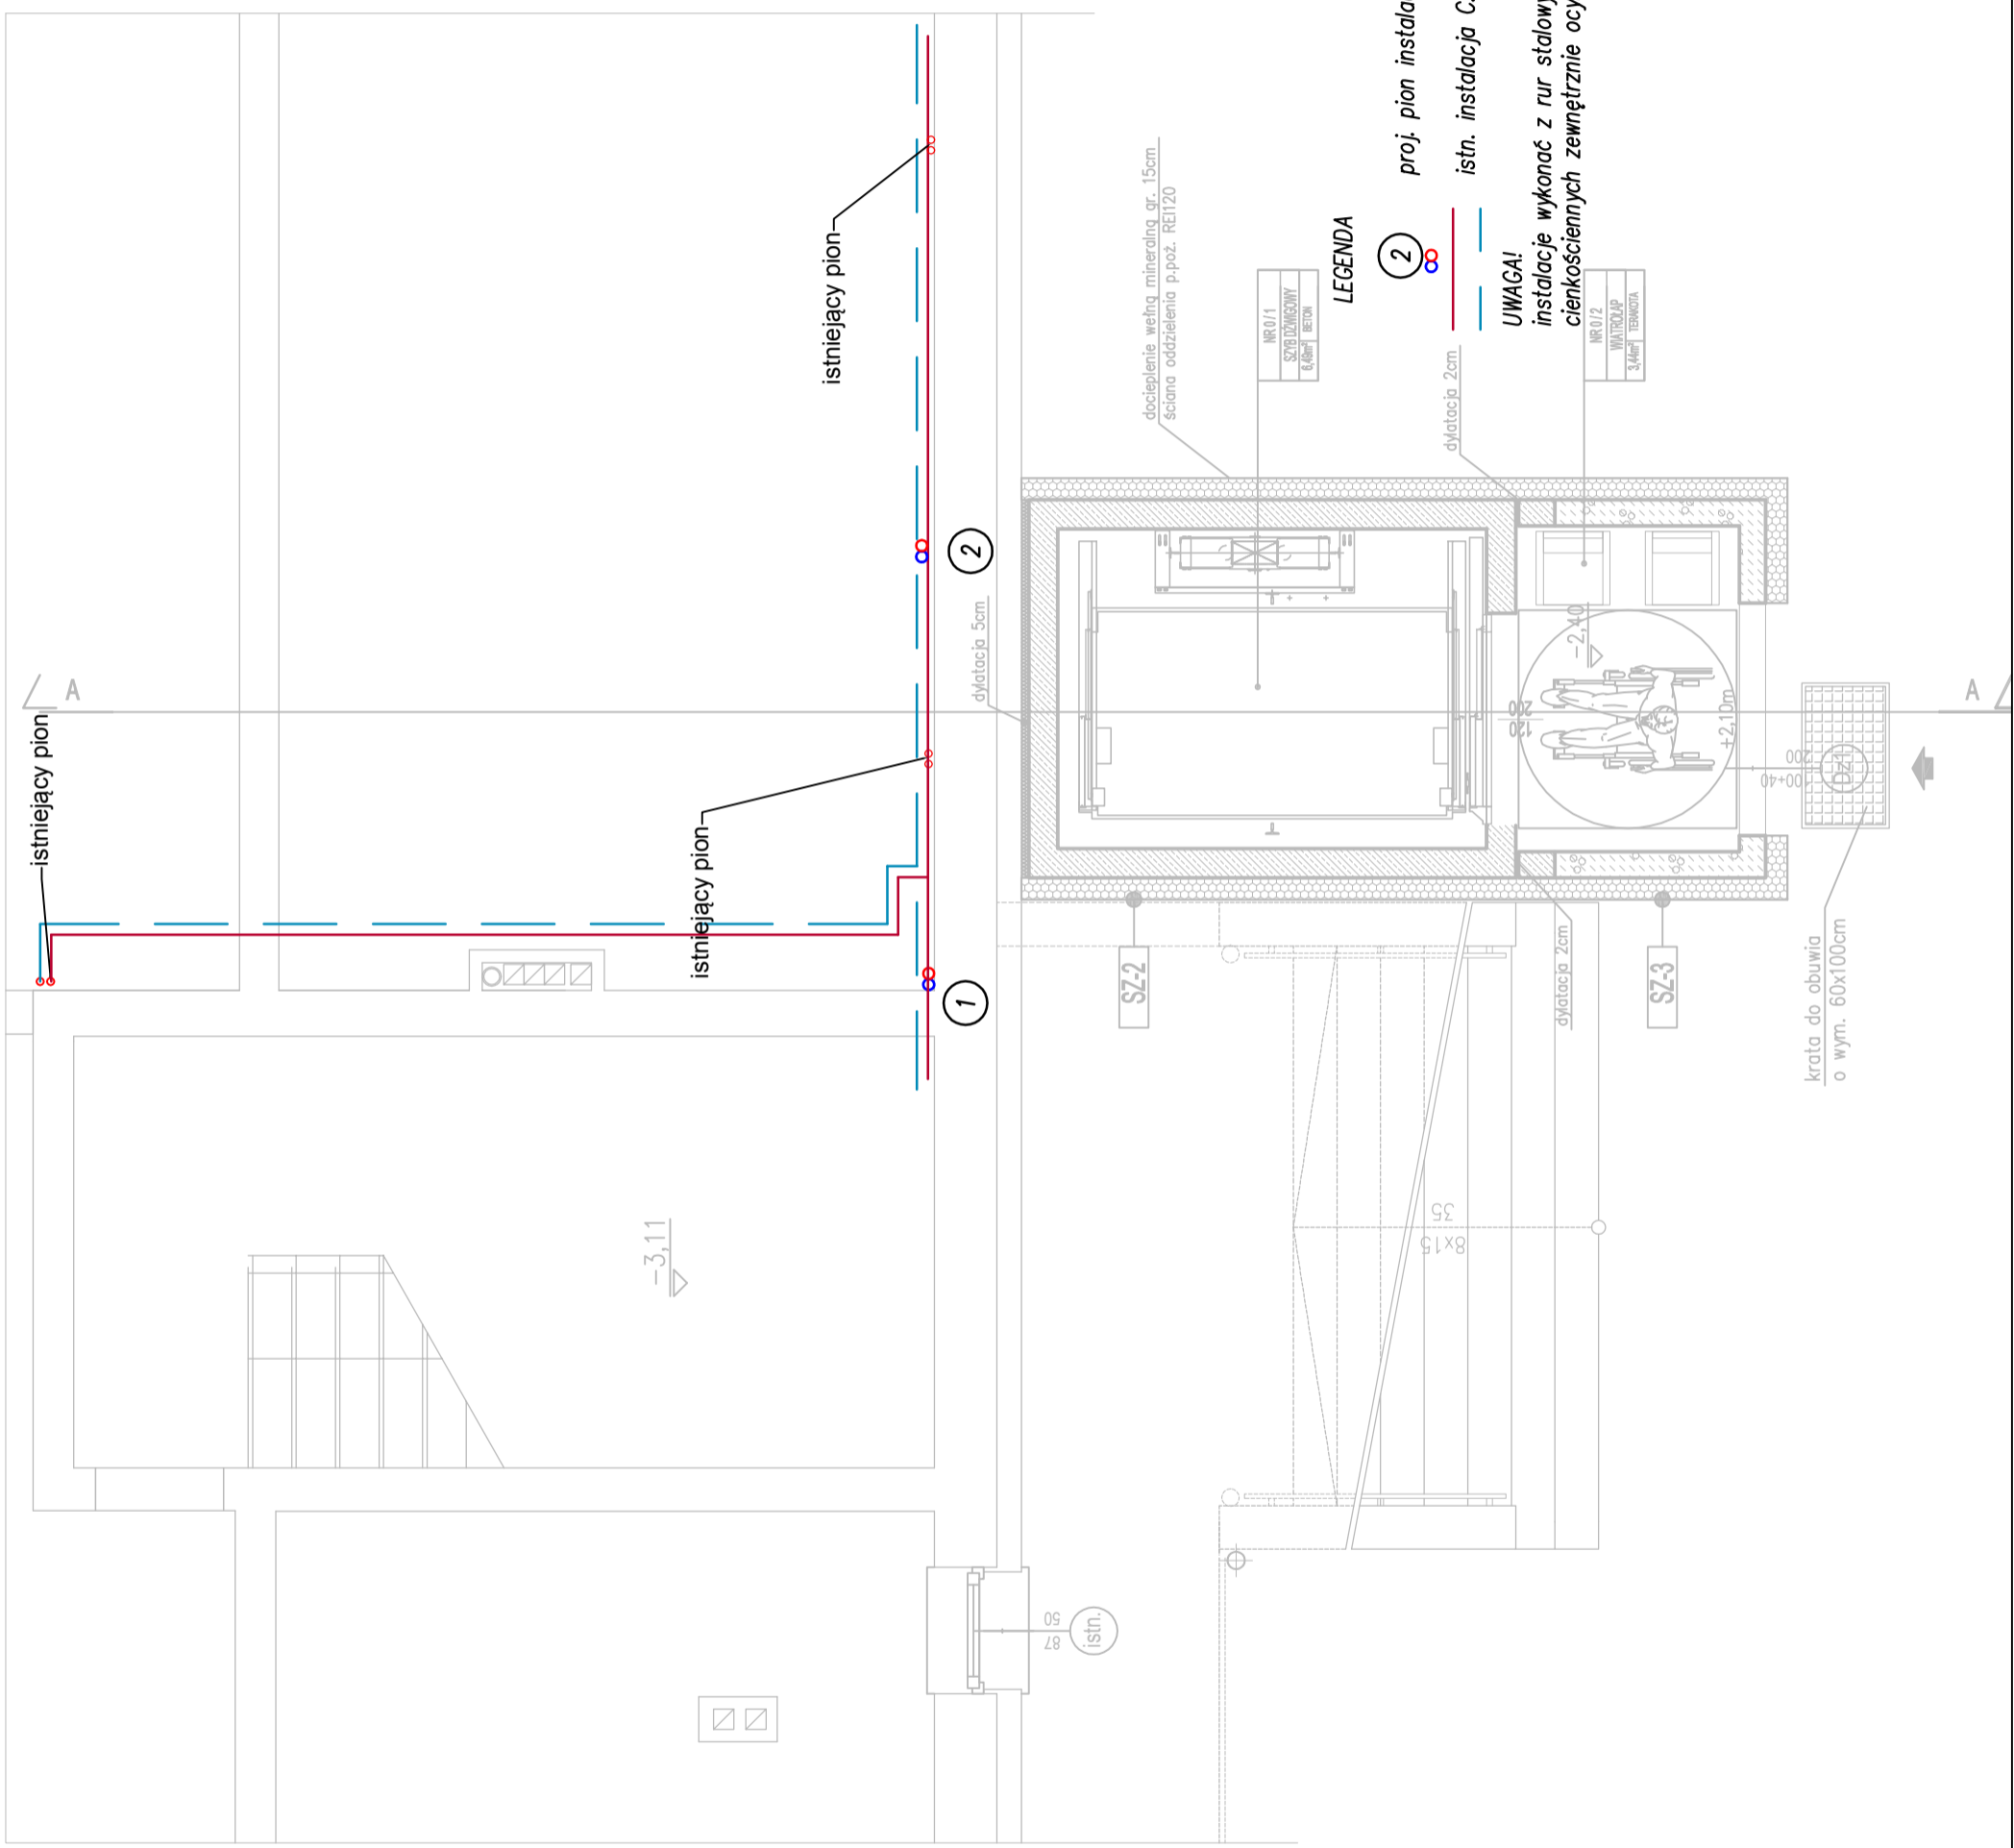 istniejący pion
istniejący pion
istniejący pion
A
A
-3,11
1
2
dylatacja 5cm
docieplenie wełną mineralną gr. 15cm
ściana oddzielenia p.poż. REI120
NR 0/1
SZYB DŹWIGOWY
6,49m² BETON
dylatacja 2cm
NR 0/2
WIATROŁAP
3,44m² TERAKOTA
LEGENDA
2
proj. pion instala
istn. instalacja C
UWAGA!
instalacje wykonać z rur stalowy
cienkościennych zewnętrznie ocy
120
200
-2,40
+2,10m
00+40
200
DZ1
SZ-2
SZ-3
dylatacja 2cm
krata do obuwia
o wym. 60x100cm
8x15
35
87
50
istn.